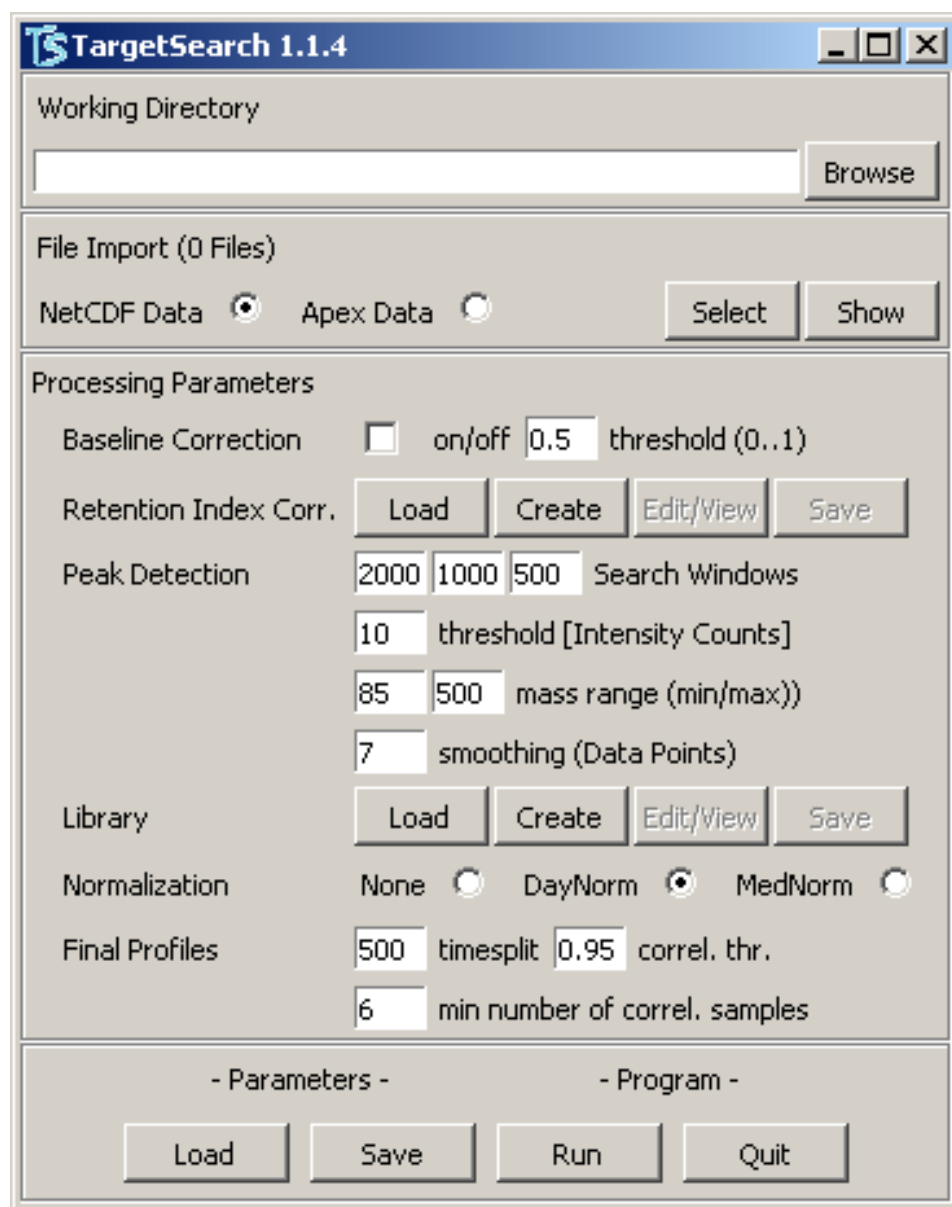 TS TargetSearch 1.1.4
Working Directory
Browse
File Import (0 Files)
NetCDF Data Apex Data Select Show
Processing Parameters
Baseline Correction on/off 0.5 threshold (0..1)
Retention Index Corr. Load Create Edit/View Save
Peak Detection 2000 1000 500 Search Windows
10 threshold [Intensity Counts]
85 500 mass range (min/max))
7 smoothing (Data Points)
Library Load Create Edit/View Save
Normalization None DayNorm MedNorm
Final Profiles 500 timesplit 0.95 correl. thr.
6 min number of correl. samples
- Parameters - - Program -
Load Save Run Quit